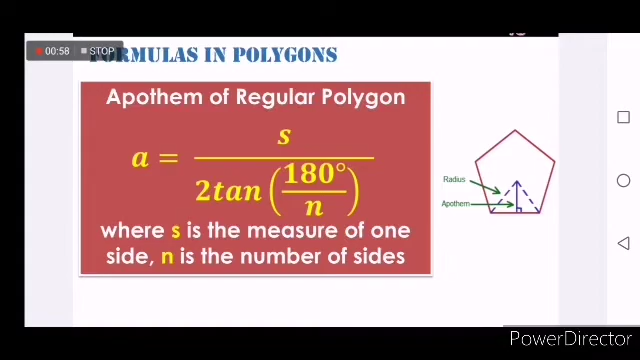 00:58 STOP
FORMULAS IN POLYGONS
Apothem of Regular Polygon
a = s / 2tan(180°/n)
where s is the measure of one
side, n is the number of sides
Radius
Apothem
PowerDirector